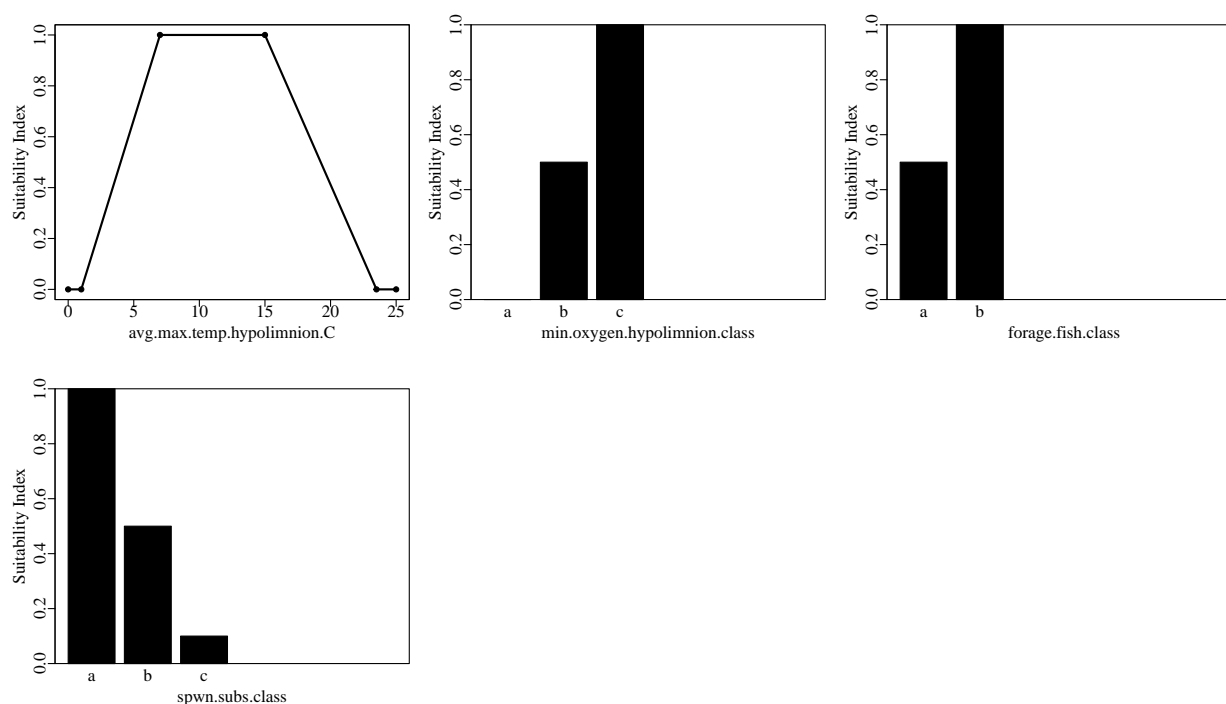 Suitability Index
0.0 0.2 0.4 0.6 0.8 1.0
0 5 10 15 20 25
avg.max.temp.hypolimnion.C
Suitability Index
0.0 0.2 0.4 0.6 0.8 1.0
a b c
min.oxygen.hypolimnion.class
Suitability Index
0.0 0.2 0.4 0.6 0.8 1.0
a b
forage.fish.class
Suitability Index
0.0 0.2 0.4 0.6 0.8 1.0
a b c
spwn.subs.class